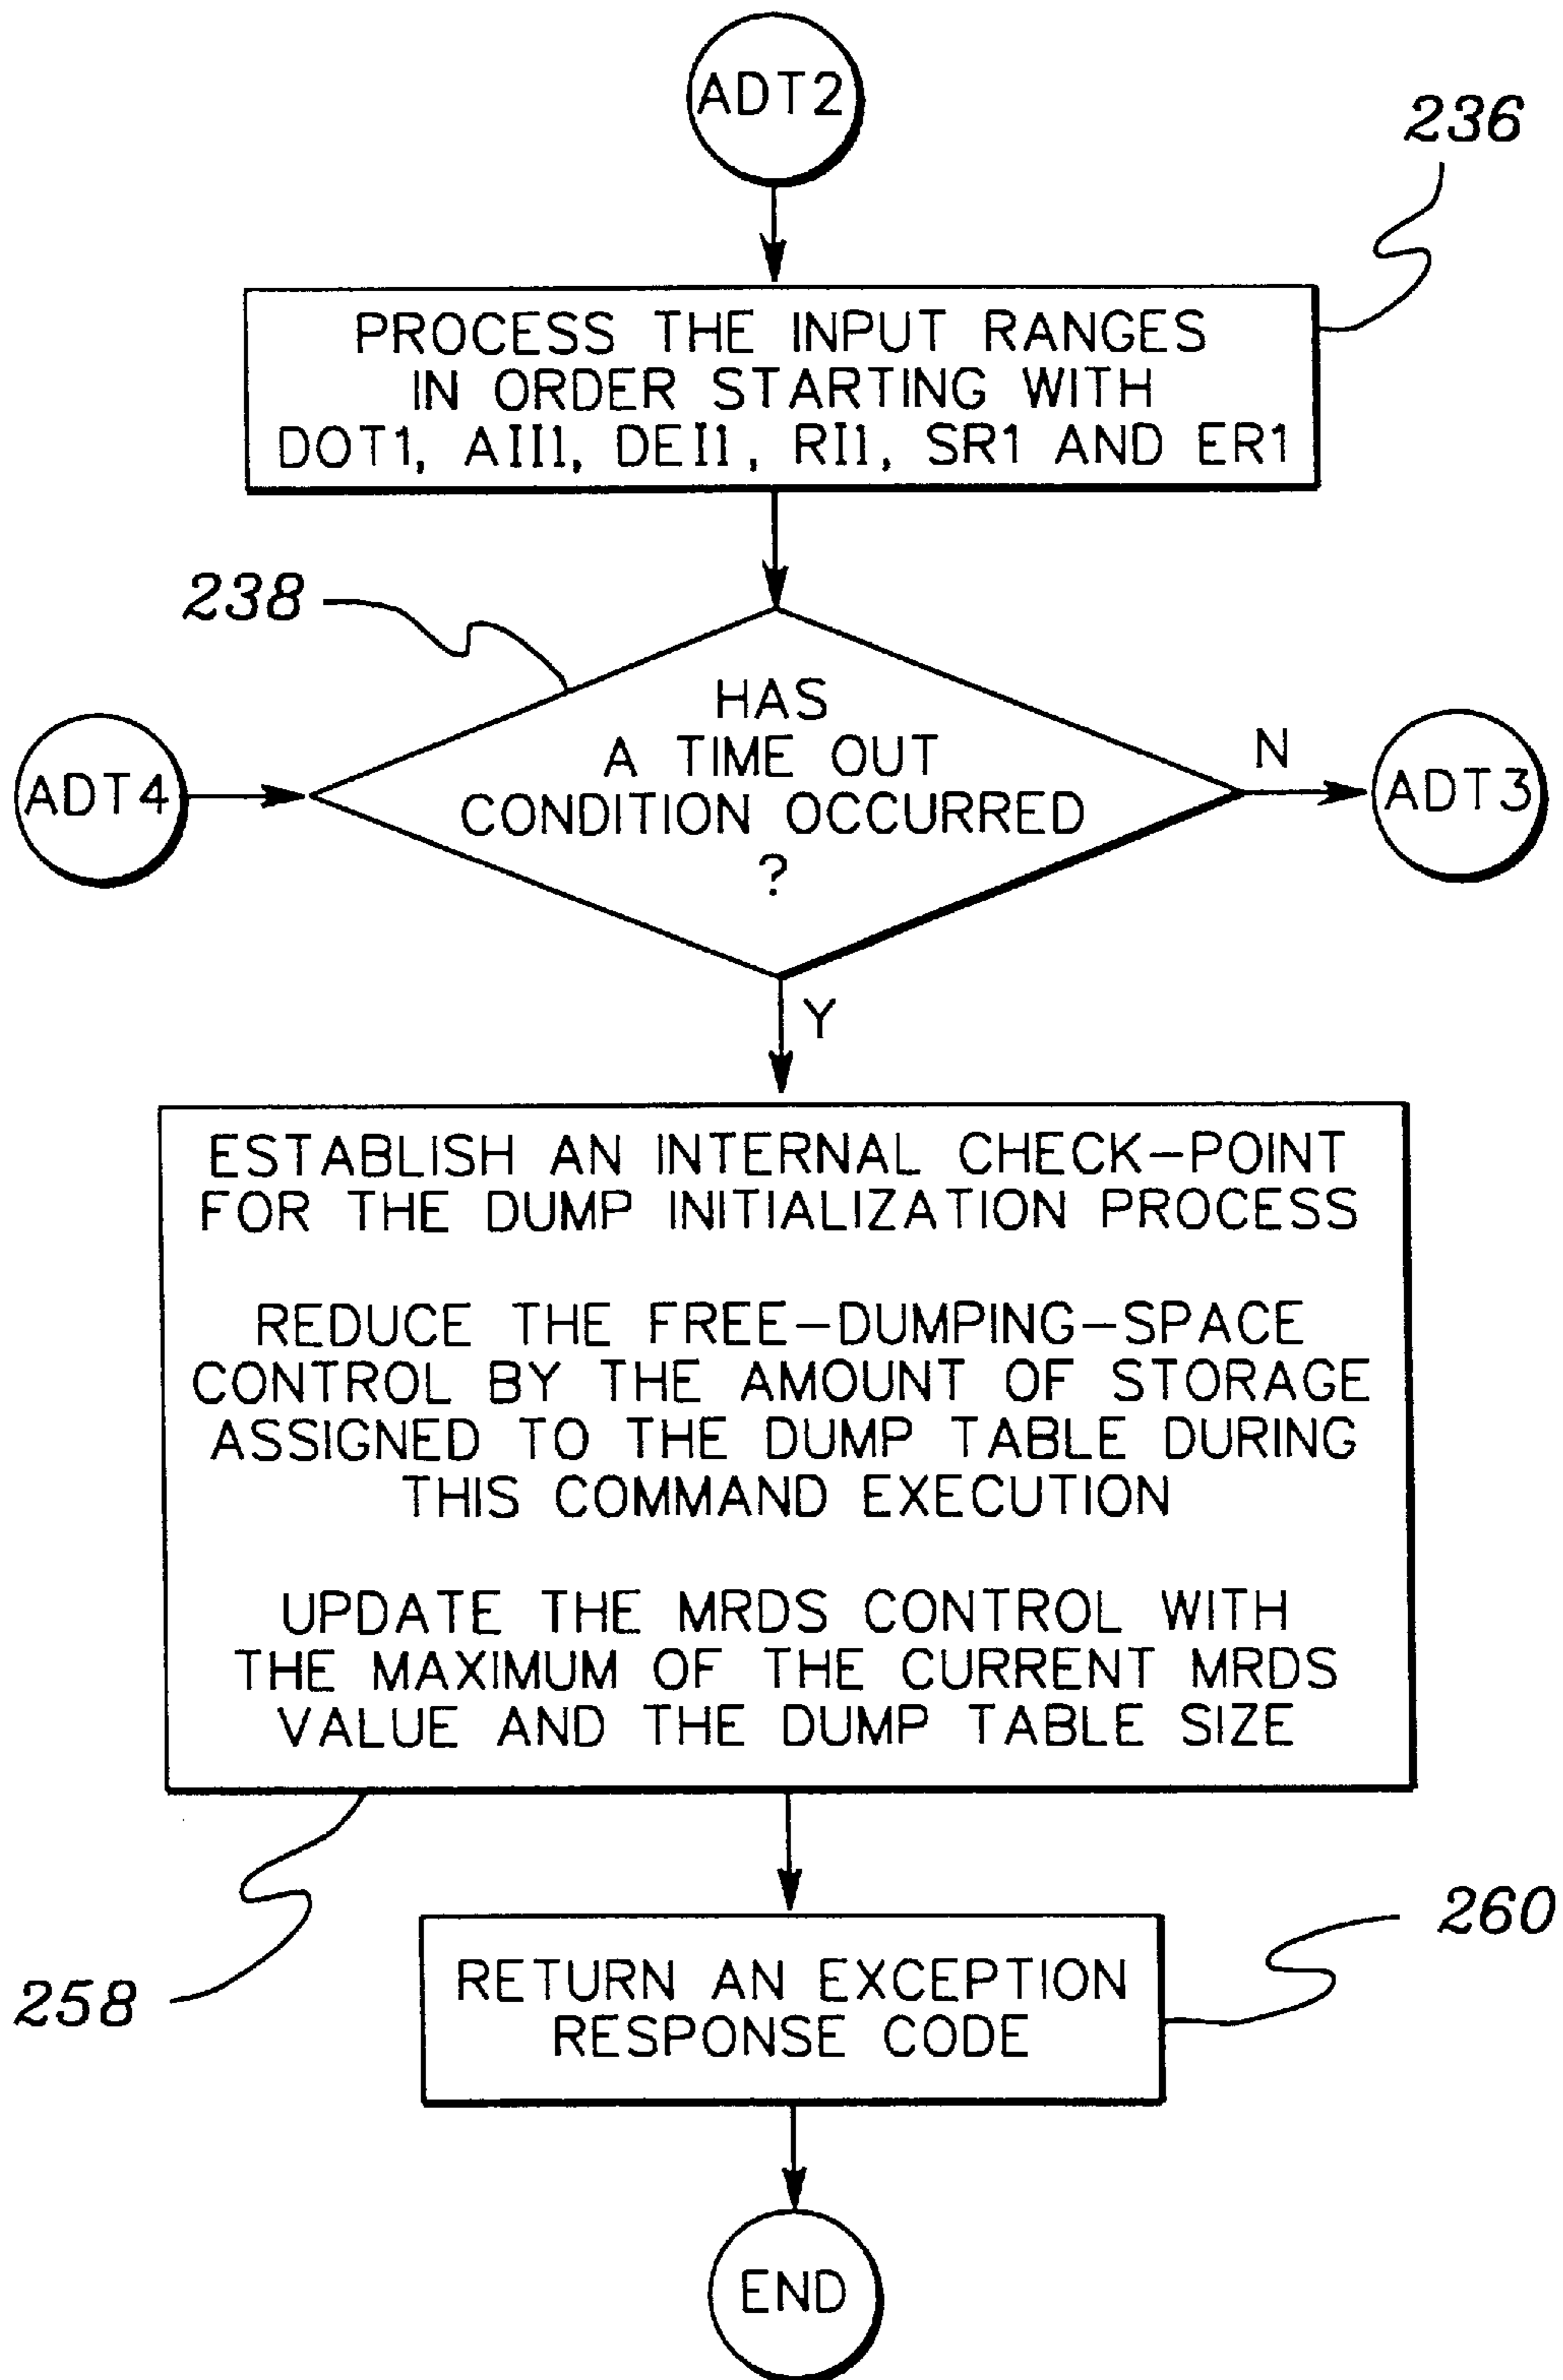 ADT2
236
PROCESS THE INPUT RANGES
IN ORDER STARTING WITH
DOT1, AIII1, DEII1, RII1, SR1 AND ER1
238
HAS
A TIME OUT
CONDITION OCCURRED
?
ADT4
N
ADT3
Y
ESTABLISH AN INTERNAL CHECK-POINT
FOR THE DUMP INITIALIZATION PROCESS
REDUCE THE FREE-DUMPING-SPACE
CONTROL BY THE AMOUNT OF STORAGE
ASSIGNED TO THE DUMP TABLE DURING
THIS COMMAND EXECUTION
UPDATE THE MRDS CONTROL WITH
THE MAXIMUM OF THE CURRENT MRDS
VALUE AND THE DUMP TABLE SIZE
258
260
RETURN AN EXCEPTION
RESPONSE CODE
END